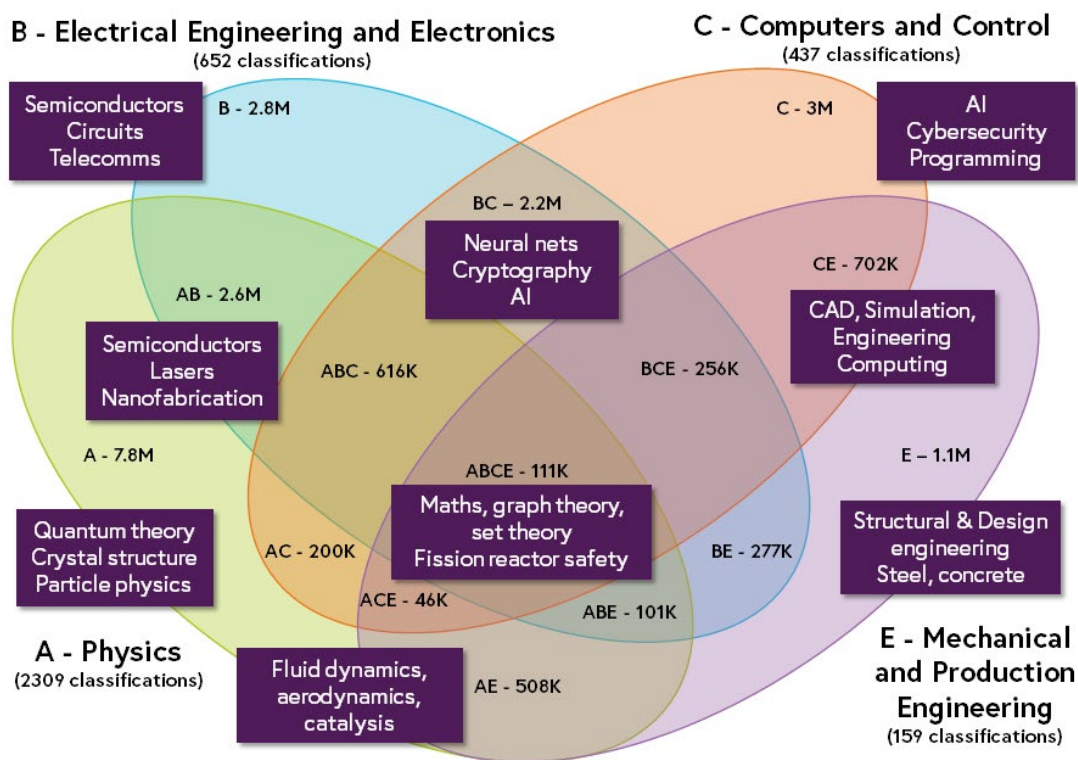 B - Electrical Engineering and Electronics
(652 classifications)
C - Computers and Control
(437 classifications)
Semiconductors
Circuits
Telecomms
B - 2.8M
C - 3M
AI
Cybersecurity
Programming
BC – 2.2M
Neural nets
Cryptography
AI
CE - 702K
CAD, Simulation,
Engineering
Computing
AB - 2.6M
Semiconductors
Lasers
Nanofabrication
ABC - 616K
BCE - 256K
A - 7.8M
E – 1.1M
ABCE - 111K
Maths, graph theory,
set theory
Fission reactor safety
Quantum theory
Crystal structure
Particle physics
AC - 200K
BE - 277K
Structural & Design
engineering
Steel, concrete
ACE - 46K
ABE - 101K
A - Physics
(2309 classifications)
Fluid dynamics,
aerodynamics,
catalysis
AE - 508K
E - Mechanical
and Production
Engineering
(159 classifications)